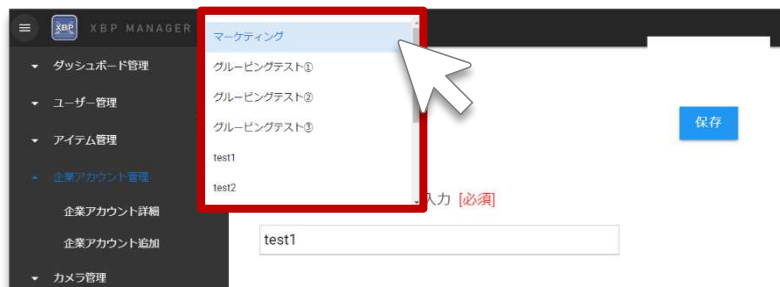 XBP XBP MANAGER
ダッシュボード管理
ユーザー管理
アイテム管理
企業アカウント管理
企業アカウント詳細
企業アカウント追加
カメラ管理
マーケティング
グルーピングテスト①
グルーピングテスト②
グルーピングテスト③
test1
test2
保存
入力 [必須]
test1